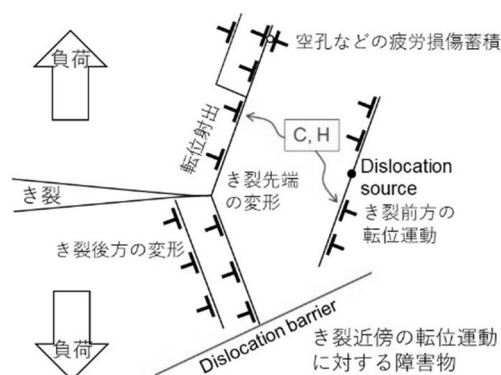 負荷
空孔などの疲労損傷蓄積
転位射出
C, H
Dislocation
source
き裂
き裂先端
の変形
き裂前方の
転位運動
き裂後方の変形
負荷
Dislocation barrier
き裂近傍の転位運動
に対する障害物